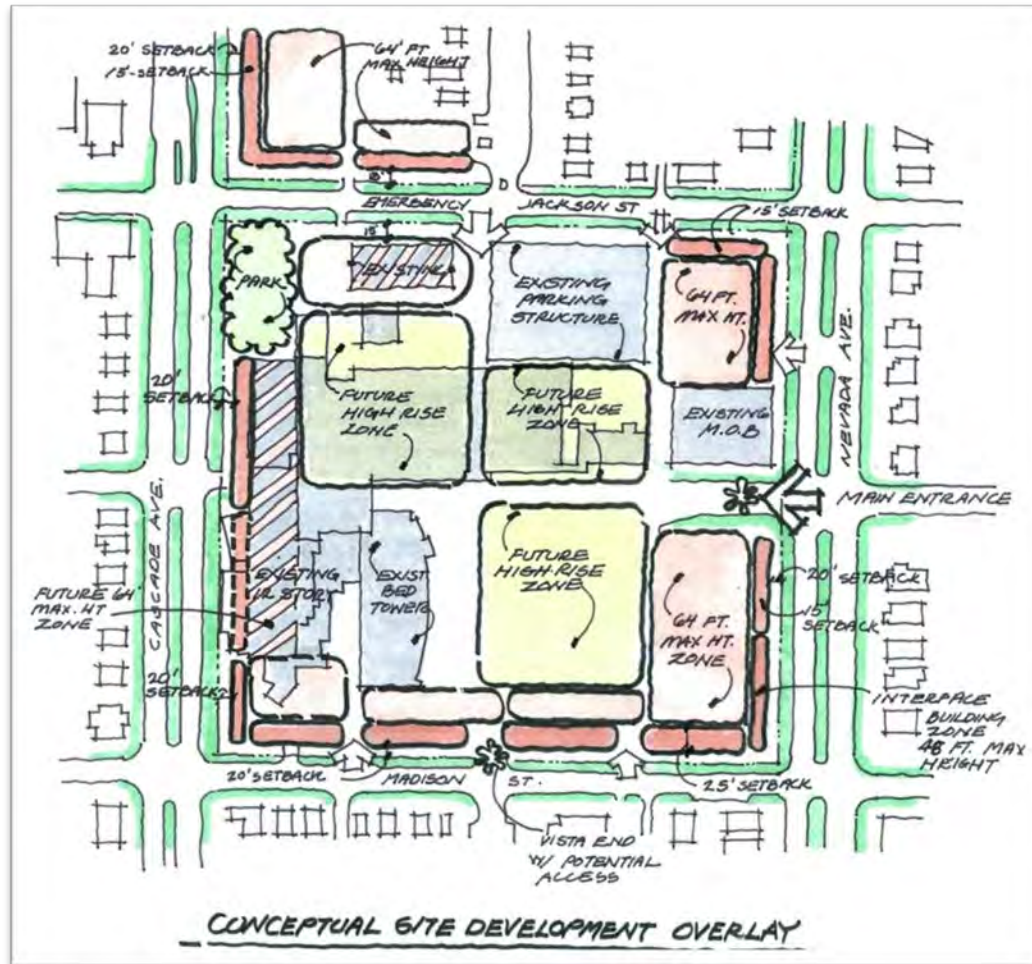 20' SETBACK
15'-SETBACK
64' FT
MAX HEIGHT
EMERGENCY
JACKSON ST
15' SETBACK
15'
PARK
EXISTING
EXISTING
PARKING
STRUCTURE
64 FT.
MAX HT.
NEVADA AVE.
20'
SETBACK
FUTURE
HIGH RISE
ZONE
FUTURE
HIGH RISE
ZONE
EXISTING
M.O.B
MAIN ENTRANCE
CASCADE AVE.
FUTURE 64'
MAX. HT
ZONE
EXISTING
STORY
EXIST
BED
TOWER
FUTURE
HIGH RISE
ZONE
64 FT.
MAX HT.
ZONE
20' SETBACK
15'
SETBACK
20'
SETBACK
INTERFACE
BUILDING
ZONE
48 FT. MAX
HEIGHT
20' SETBACK
MADISON
ST.
25' SETBACK
VISTA END
W/ POTENTIAL
ACCESS
CONCEPTUAL SITE DEVELOPMENT OVERLAY